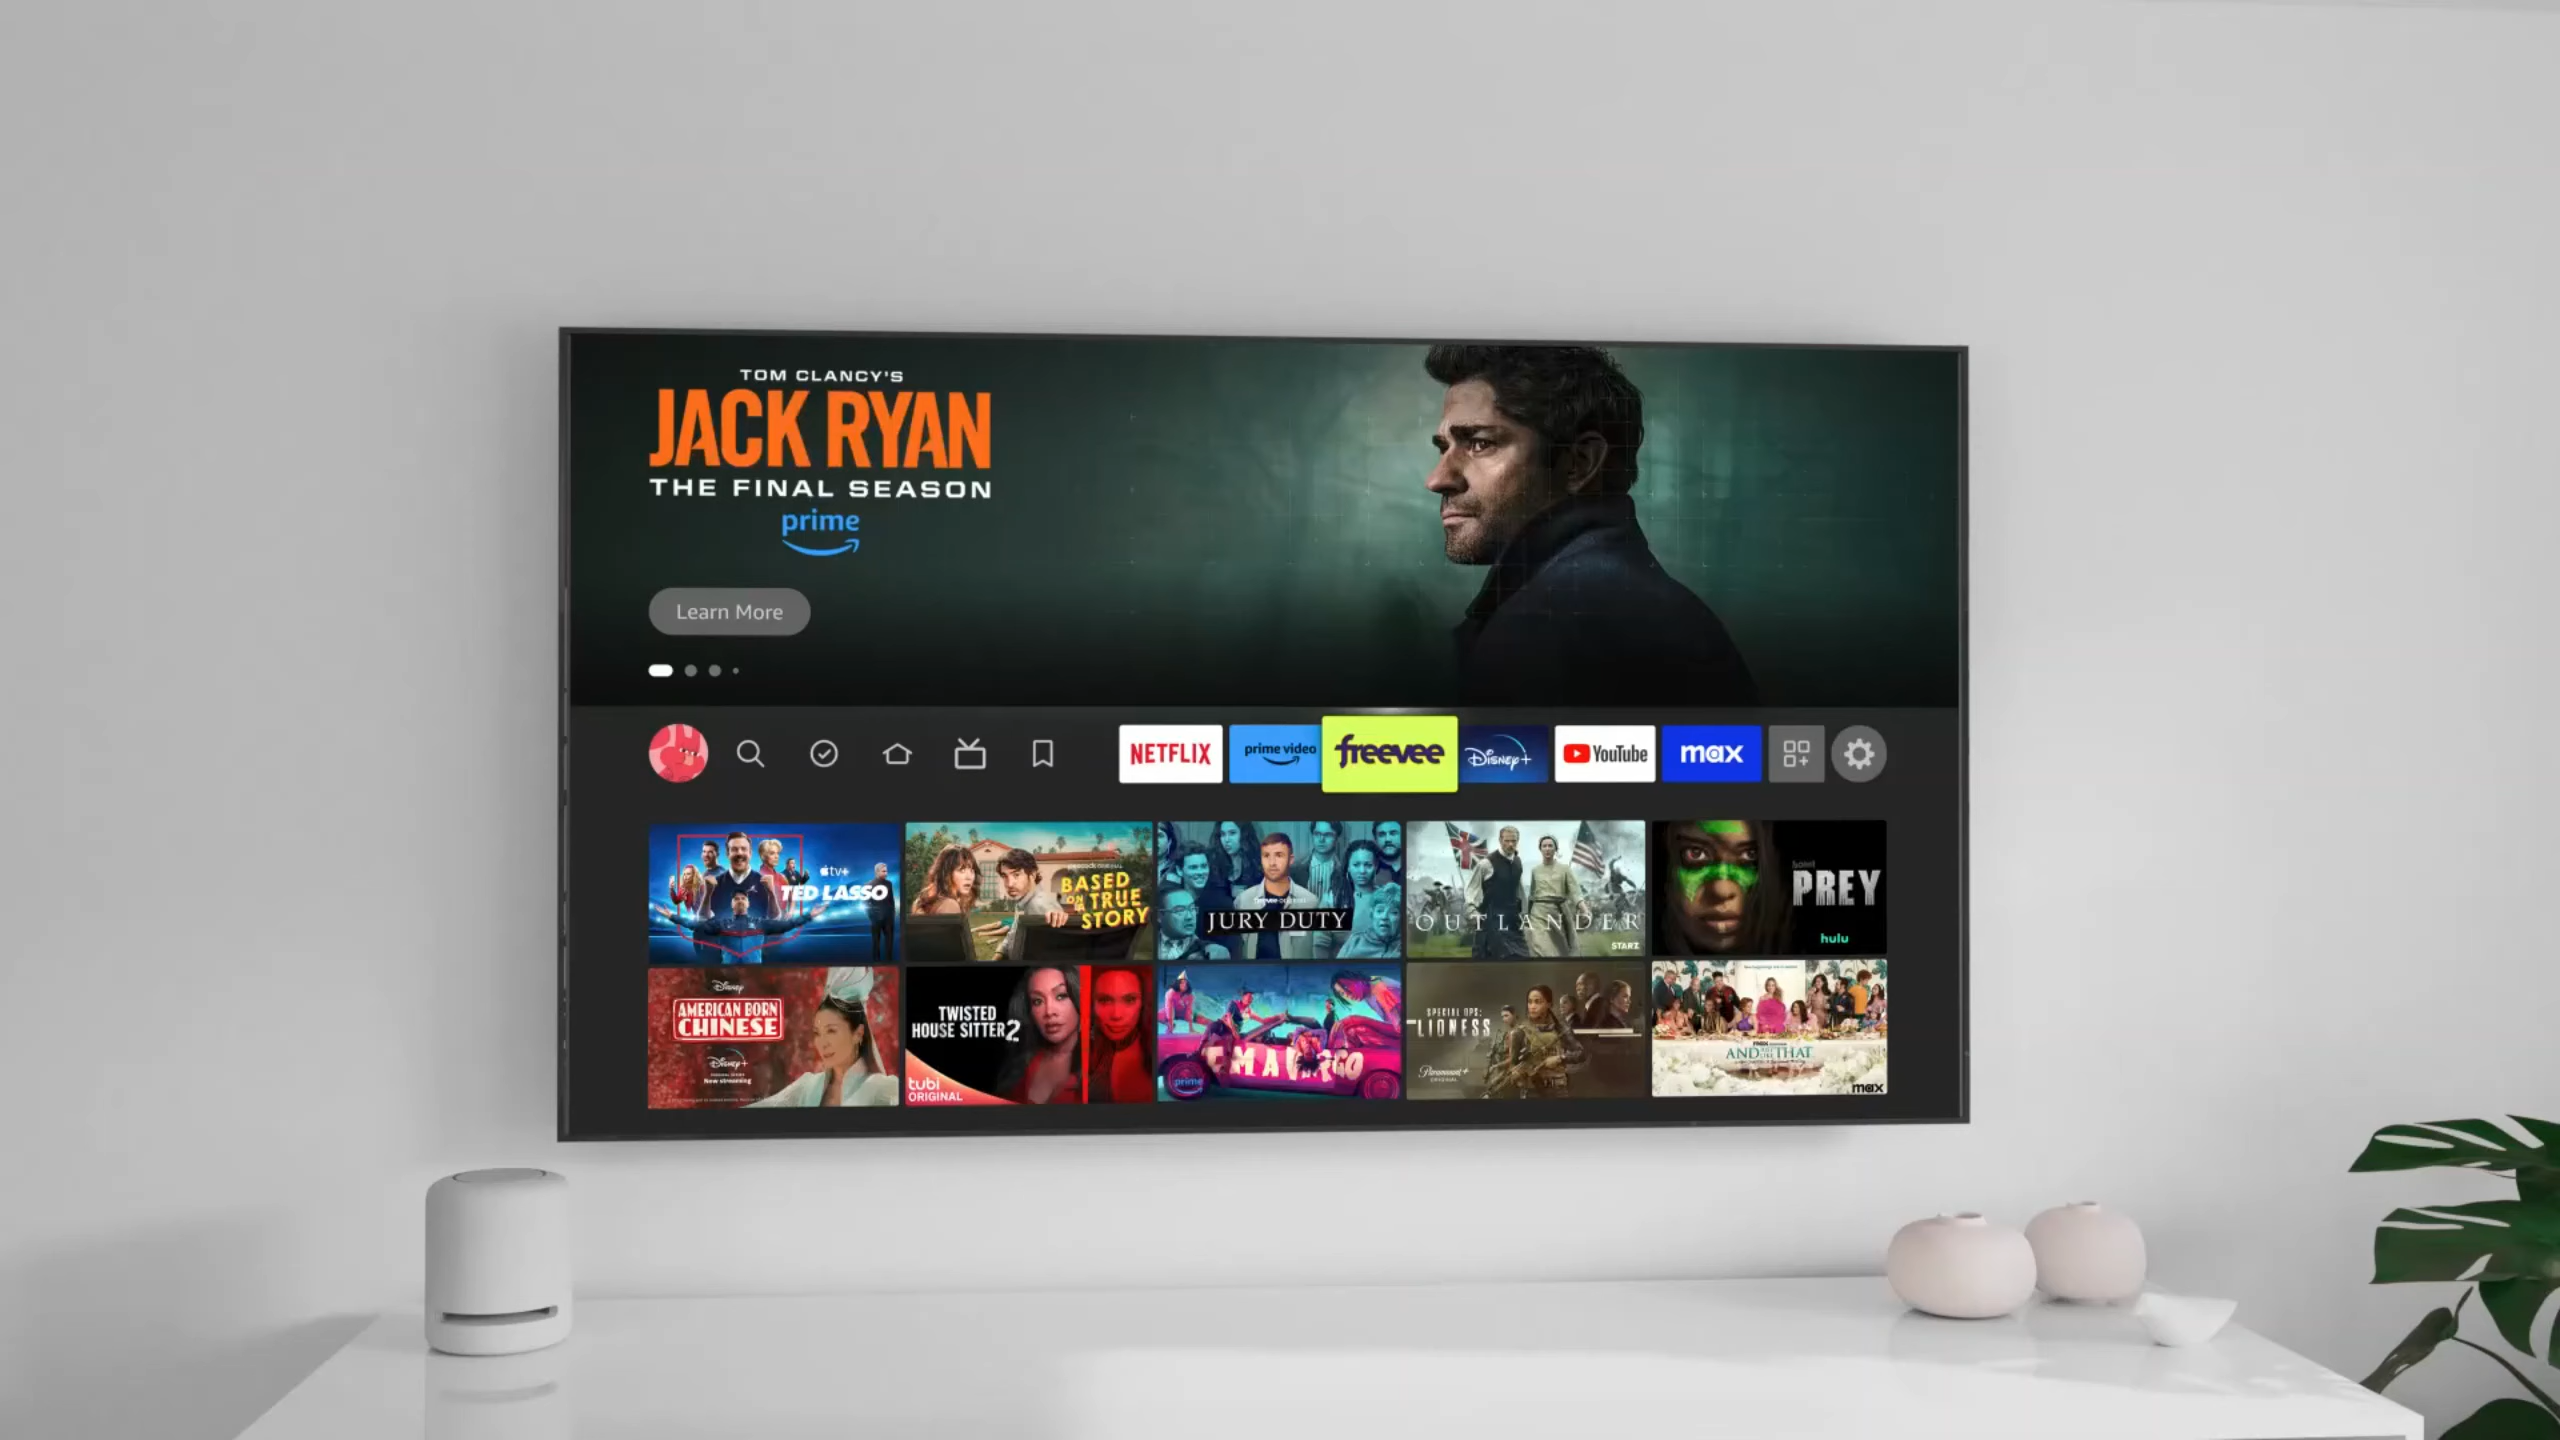 TOM CLANCY'S
JACK RYAN
THE FINAL SEASON
prime
Learn More
NETFLIX
prime video
freevee
Disney+
YouTube
max
tv+
TED LASSO
BASED
ON A TRUE
STORY
JURY DUTY
OUTLANDER
STARZ
PREY
hulu
Disney
AMERICAN BORN
CHINESE
Disney+
Now streaming
TWISTED
HOUSE SITTER 2
tubi
ORIGINAL
prime
SPECIAL OPS:
LIONESS
Paramount+
ORIGINAL
AND JUST LIKE THAT
max